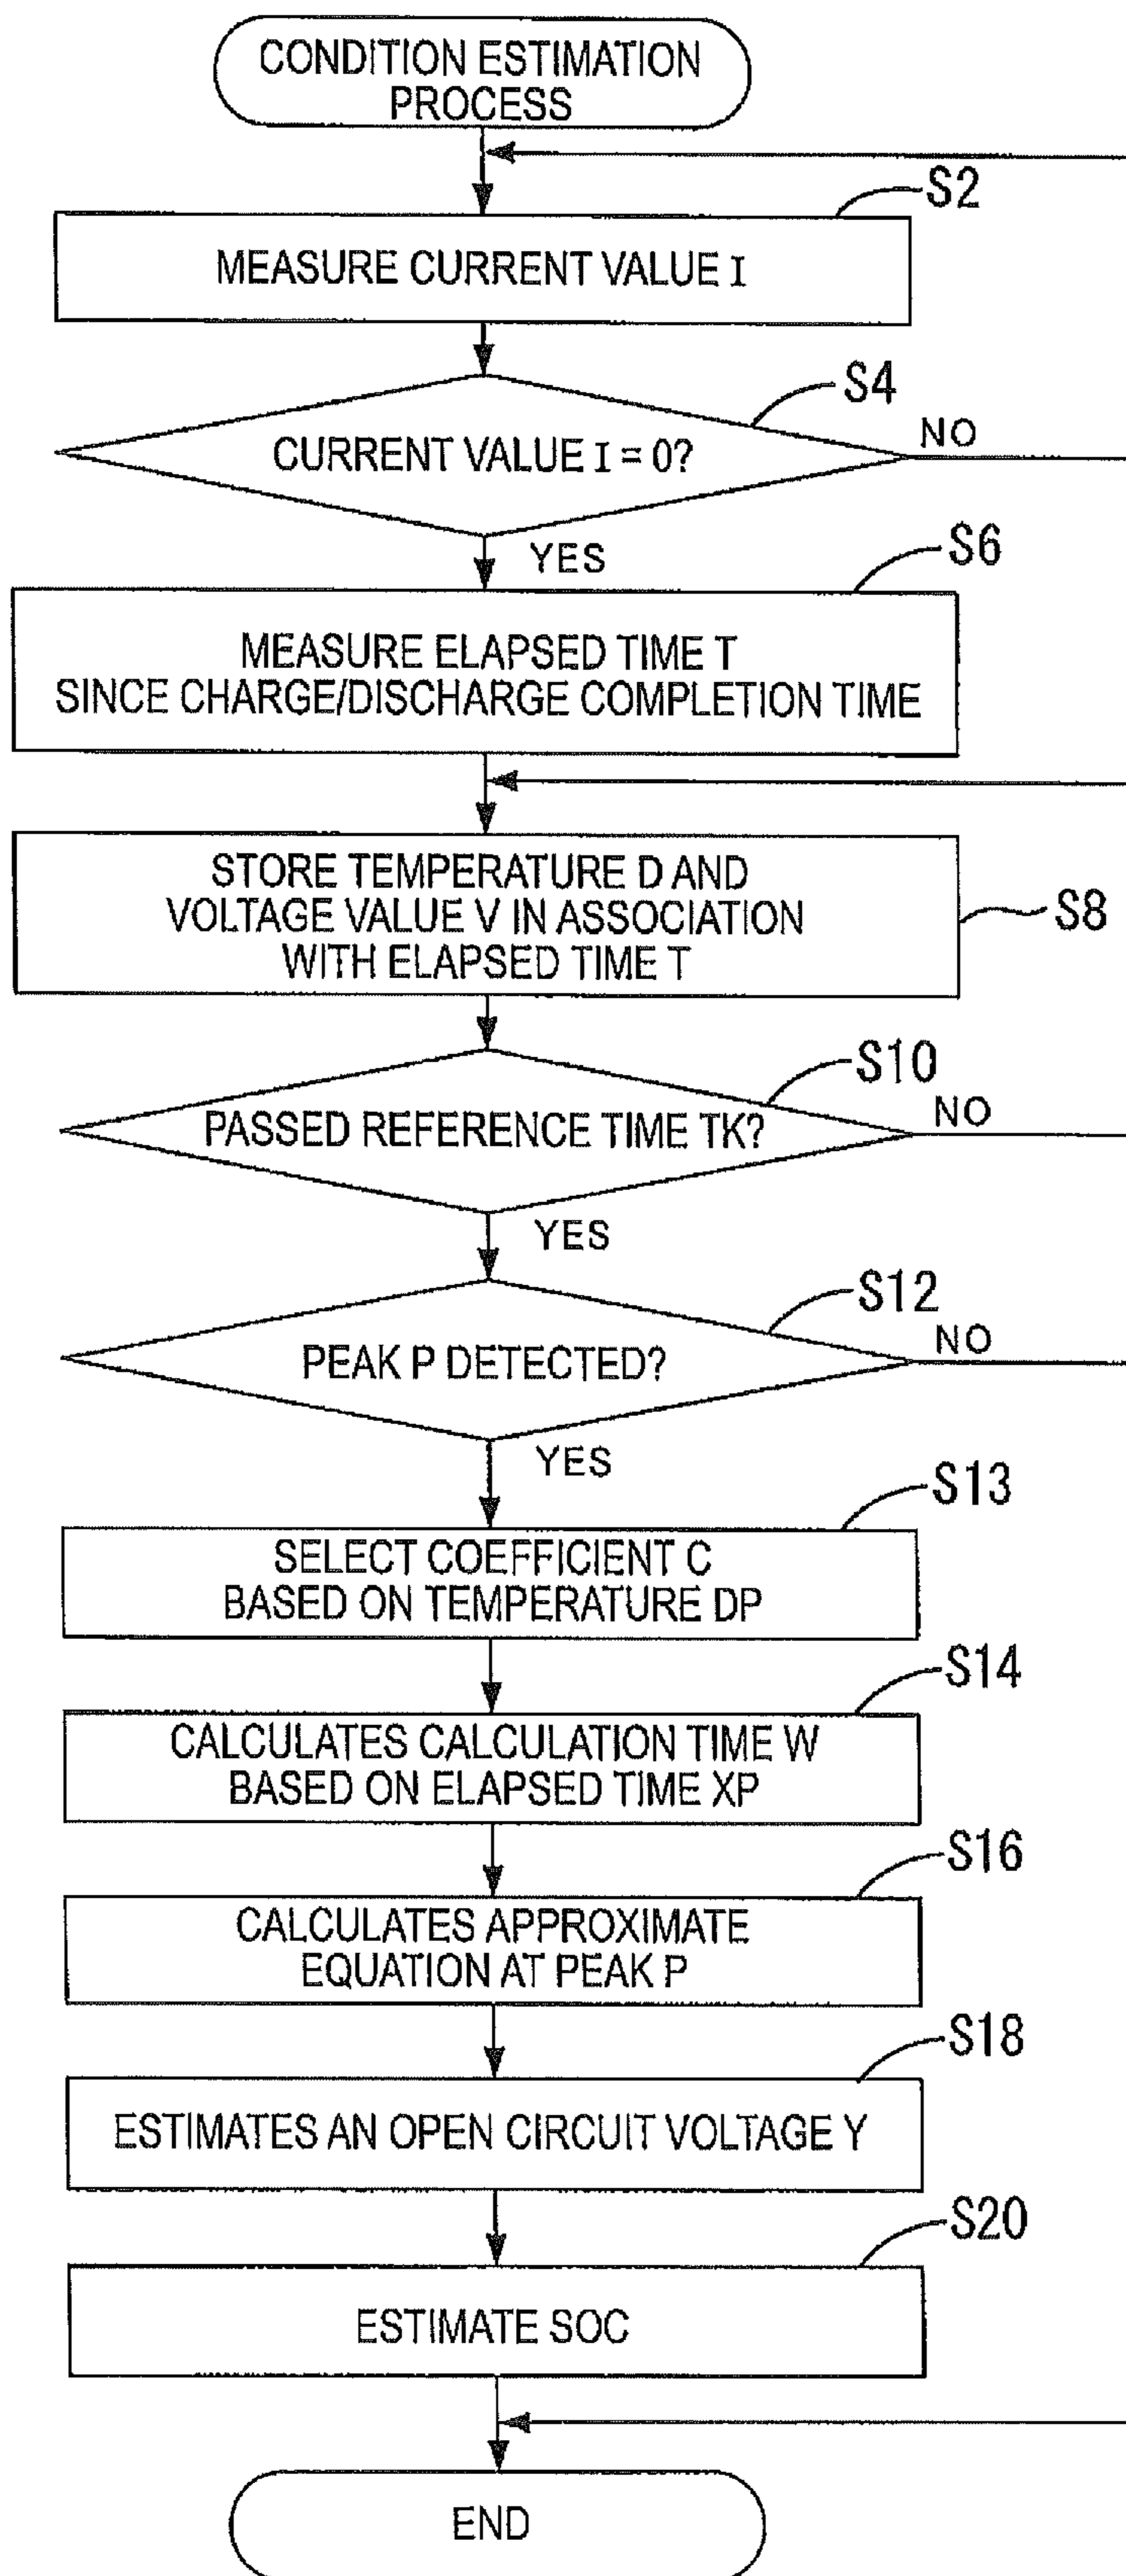 CONDITION ESTIMATION
PROCESS
S2
MEASURE CURRENT VALUE I
S4
CURRENT VALUE I = 0?
NO
YES
S6
MEASURE ELAPSED TIME T
SINCE CHARGE/DISCHARGE COMPLETION TIME
STORE TEMPERATURE D AND
VOLTAGE VALUE V IN ASSOCIATION
WITH ELAPSED TIME T
S8
S10
PASSED REFERENCE TIME TK?
NO
YES
S12
PEAK P DETECTED?
NO
YES
S13
SELECT COEFFICIENT C
BASED ON TEMPERATURE DP
S14
CALCULATES CALCULATION TIME W
BASED ON ELAPSED TIME XP
S16
CALCULATES APPROXIMATE
EQUATION AT PEAK P
S18
ESTIMATES AN OPEN CIRCUIT VOLTAGE Y
S20
ESTIMATE SOC
END